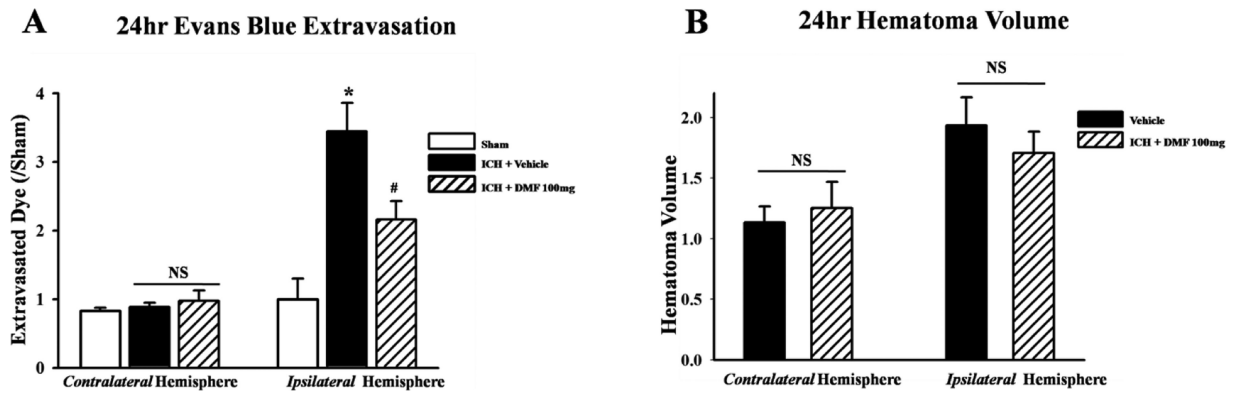 A
24hr Evans Blue Extravasation
Extravasated Dye (/Sham)
4
3
2
1
0
NS
*
#
Sham
ICH + Vehicle
ICH + DMF 100mg
Contralateral Hemisphere
Ipsilateral Hemisphere
B
24hr Hematoma Volume
Hematoma Volume
2.0
1.5
1.0
0.5
0.0
NS
NS
Vehicle
ICH + DMF 100mg
Contralateral Hemisphere
Ipsilateral Hemisphere